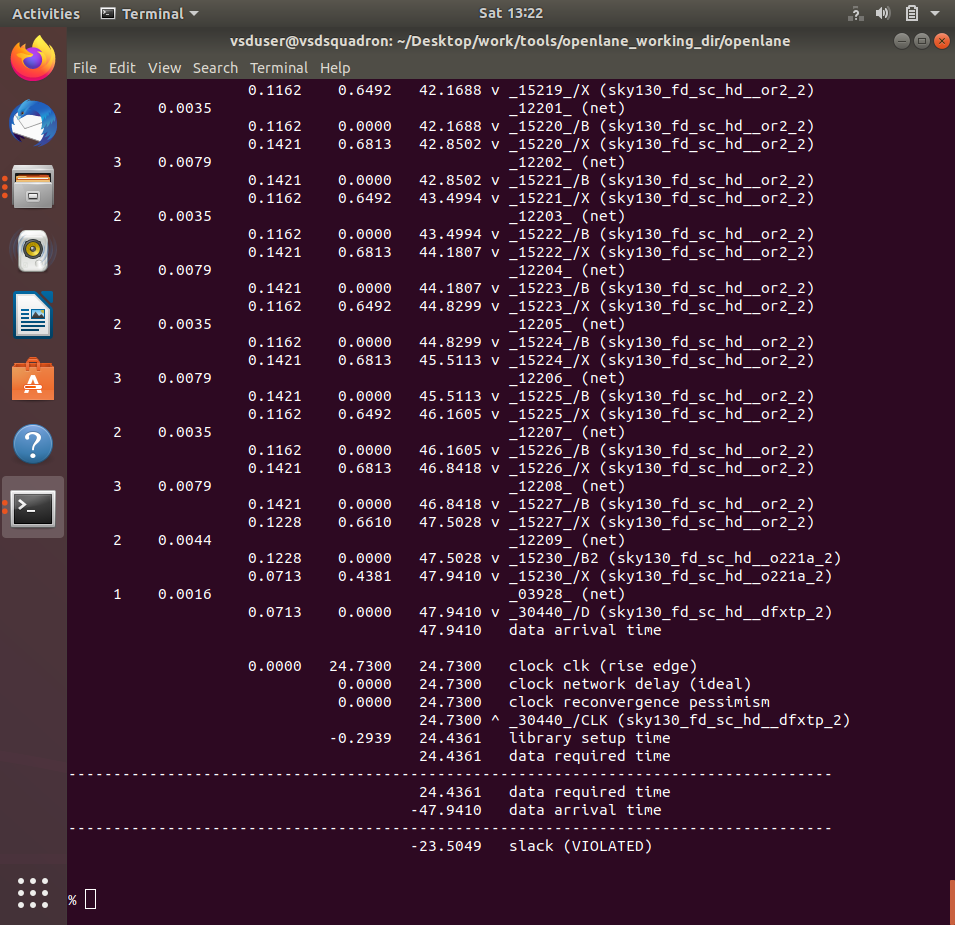 Activities Terminal Sat 13:22
vsduser@vsdsquadron: ~/Desktop/work/tools/openlane_working_dir/openlane
File Edit View Search Terminal Help
0.1162 0.6492 42.1688 v _15219_/X (sky130_fd_sc_hd__or2_2)
2 0.0035 _12201_ (net)
0.1162 0.0000 42.1688 v _15220_/B (sky130_fd_sc_hd__or2_2)
0.1421 0.6813 42.8502 v _15220_/X (sky130_fd_sc_hd__or2_2)
3 0.0079 _12202_ (net)
0.1421 0.0000 42.8502 v _15221_/B (sky130_fd_sc_hd__or2_2)
0.1162 0.6492 43.4994 v _15221_/X (sky130_fd_sc_hd__or2_2)
2 0.0035 _12203_ (net)
0.1162 0.0000 43.4994 v _15222_/B (sky130_fd_sc_hd__or2_2)
0.1421 0.6813 44.1807 v _15222_/X (sky130_fd_sc_hd__or2_2)
3 0.0079 _12204_ (net)
0.1421 0.0000 44.1807 v _15223_/B (sky130_fd_sc_hd__or2_2)
0.1162 0.6492 44.8299 v _15223_/X (sky130_fd_sc_hd__or2_2)
2 0.0035 _12205_ (net)
0.1162 0.0000 44.8299 v _15224_/B (sky130_fd_sc_hd__or2_2)
0.1421 0.6813 45.5113 v _15224_/X (sky130_fd_sc_hd__or2_2)
3 0.0079 _12206_ (net)
0.1421 0.0000 45.5113 v _15225_/B (sky130_fd_sc_hd__or2_2)
0.1162 0.6492 46.1605 v _15225_/X (sky130_fd_sc_hd__or2_2)
2 0.0035 _12207_ (net)
0.1162 0.0000 46.1605 v _15226_/B (sky130_fd_sc_hd__or2_2)
0.1421 0.6813 46.8418 v _15226_/X (sky130_fd_sc_hd__or2_2)
3 0.0079 _12208_ (net)
0.1421 0.0000 46.8418 v _15227_/B (sky130_fd_sc_hd__or2_2)
0.1228 0.6610 47.5028 v _15227_/X (sky130_fd_sc_hd__or2_2)
2 0.0044 _12209_ (net)
0.1228 0.0000 47.5028 v _15230_/B2 (sky130_fd_sc_hd__o221a_2)
0.0713 0.4381 47.9410 v _15230_/X (sky130_fd_sc_hd__o221a_2)
1 0.0016 _03928_ (net)
0.0713 0.0000 47.9410 v _30440_/D (sky130_fd_sc_hd__dfxtp_2)
47.9410 data arrival time
0.0000 24.7300 24.7300 clock clk (rise edge)
0.0000 24.7300 clock network delay (ideal)
0.0000 24.7300 clock reconvergence pessimism
24.7300 ^ _30440_/CLK (sky130_fd_sc_hd__dfxtp_2)
-0.2939 24.4361 library setup time
24.4361 data required time
-------------------------------------------------------------------------------------
24.4361 data required time
-47.9410 data arrival time
-------------------------------------------------------------------------------------
-23.5049 slack (VIOLATED)
%